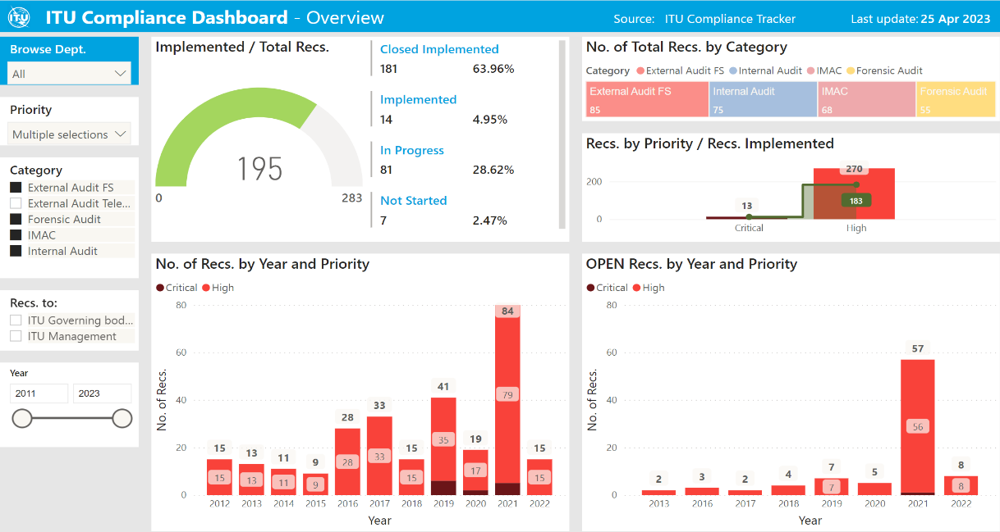 ITU
ITU Compliance Dashboard - Overview
Source: ITU Compliance Tracker
Last update: 25 Apr 2023
Browse Dept.
All
Priority
Multiple selections
Category
External Audit FS
External Audit Tele...
Forensic Audit
IMAC
Internal Audit
Recs. to:
ITU Governing bod...
ITU Management
Year
2011 2023
Implemented / Total Recs.
195
0 283
Closed Implemented
181 63.96%
Implemented
14 4.95%
In Progress
81 28.62%
Not Started
7 2.47%
No. of Total Recs. by Category
Category External Audit FS Internal Audit IMAC Forensic Audit
External Audit FS Internal Audit IMAC Forensic Audit
85 75 68 55
Recs. by Priority / Recs. Implemented
200
0
13
270
183
Critical High
No. of Recs. by Year and Priority
Critical High
No. of Recs.
80
60
40
20
0
15 13 11 9 28 33 15 41 19 84 15
15 13 11 9 28 33 15 35 17 79 15
2012 2013 2014 2015 2016 2017 2018 2019 2020 2021 2022
Year
OPEN Recs. by Year and Priority
Critical High
No. of Recs.
80
60
40
20
0
2 3 2 4 7 5 57 8
7 56 8
2013 2016 2017 2018 2019 2020 2021 2022
Year